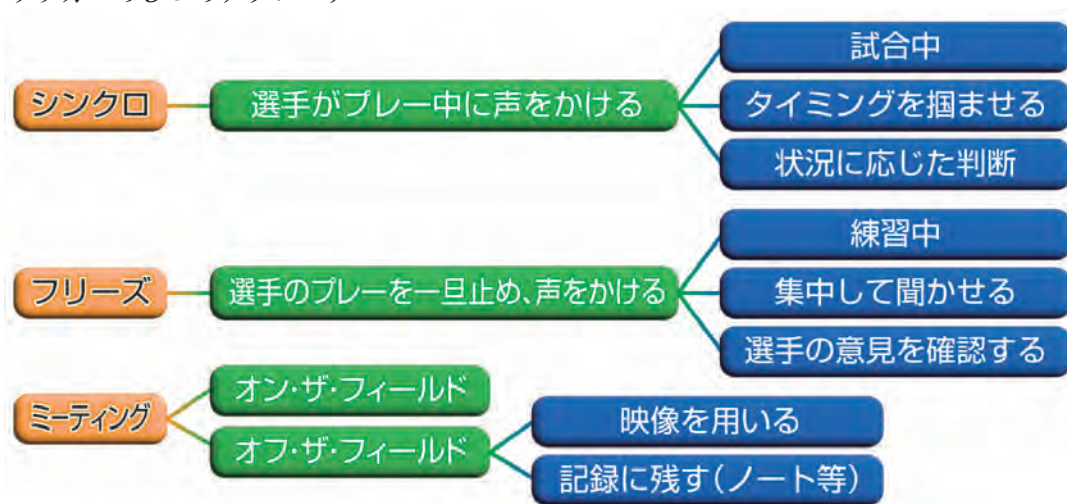 シンクロ
選手がプレー中に声をかける
試合中
タイミングを掴ませる
状況に応じた判断
フリーズ
選手のプレーを一旦止め、声をかける
練習中
集中して聞かせる
選手の意見を確認する
ミーティング
オン・ザ・フィールド
オフ・ザ・フィールド
映像を用いる
記録に残す(ノート等)